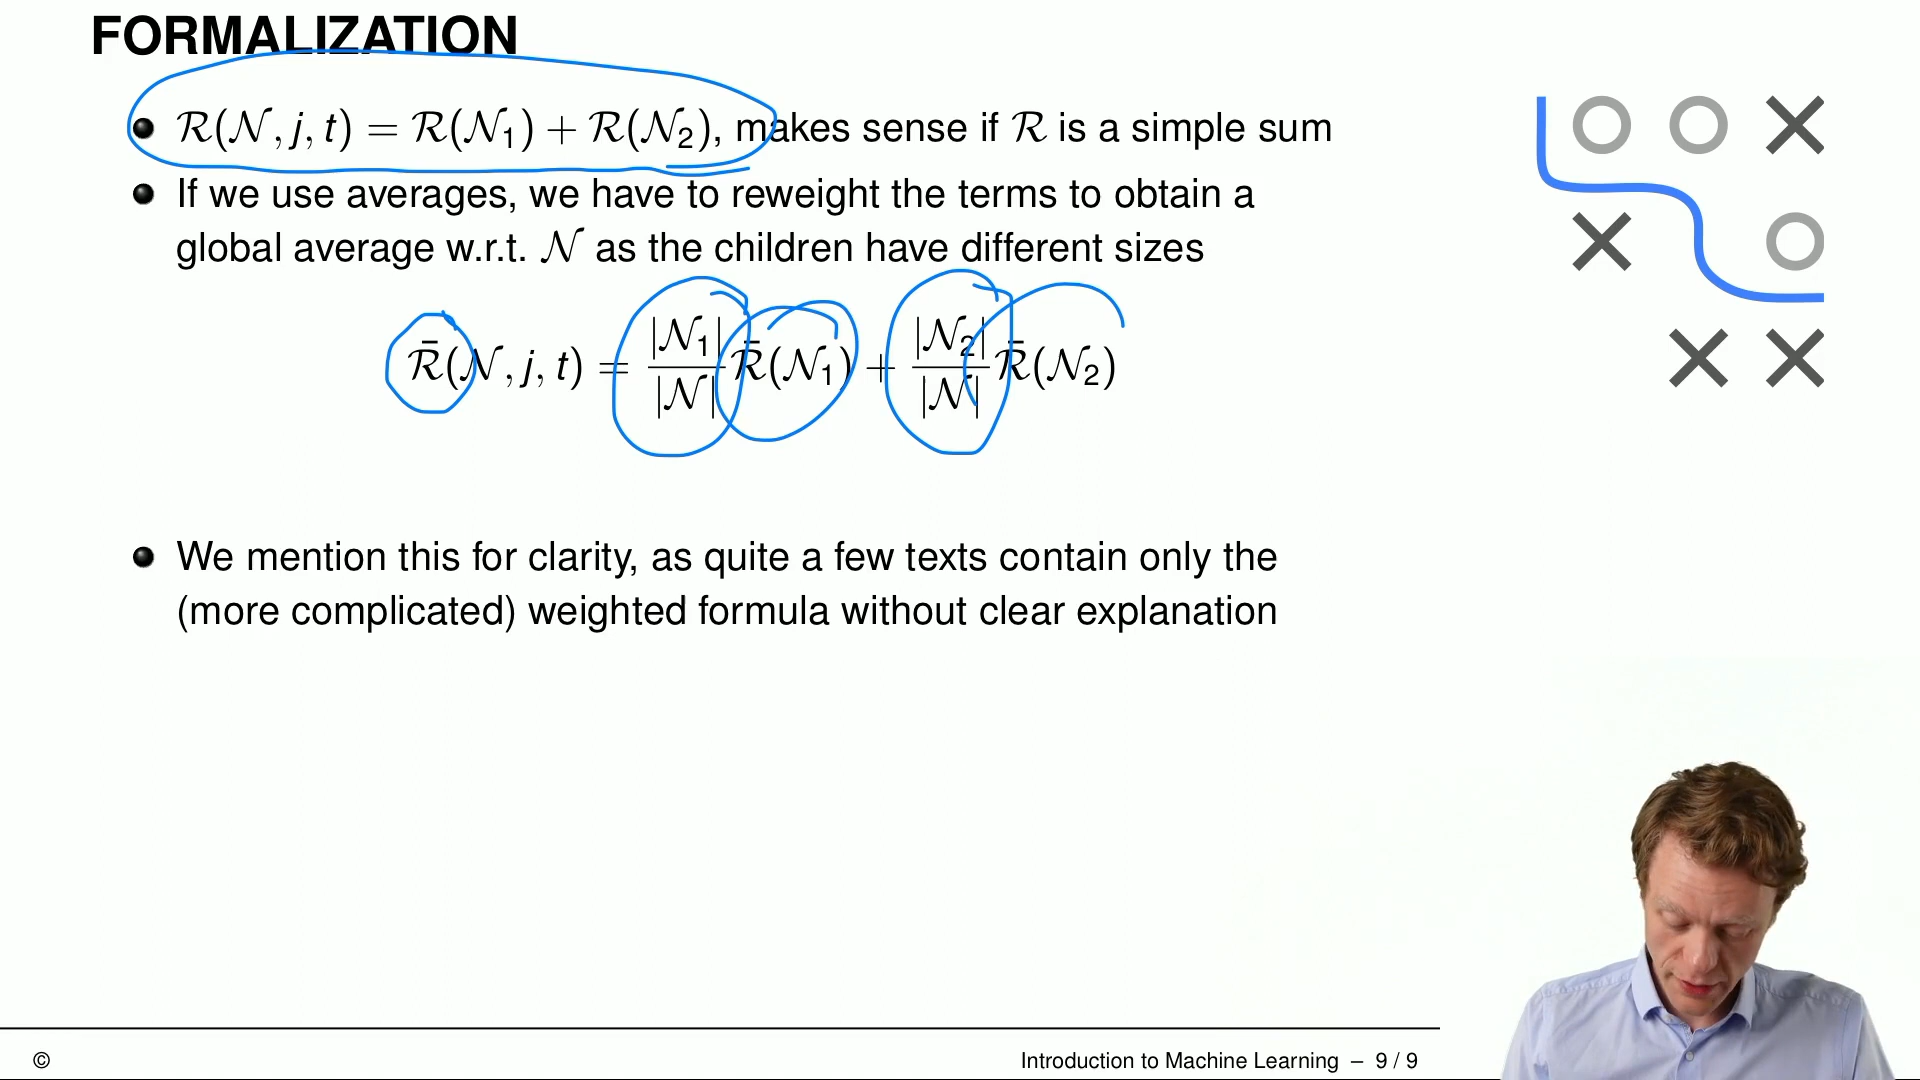 FORMALIZATION
R(N, j, t) = R(N₁) + R(N₂), makes sense if R is a simple sum
If we use averages, we have to reweight the terms to obtain a
global average w.r.t. N as the children have different sizes
R̄(N, j, t) = |N₁|/|N| R̄(N₁) + |N₂|/|N| R̄(N₂)
We mention this for clarity, as quite a few texts contain only the
(more complicated) weighted formula without clear explanation
© Introduction to Machine Learning – 9 / 9